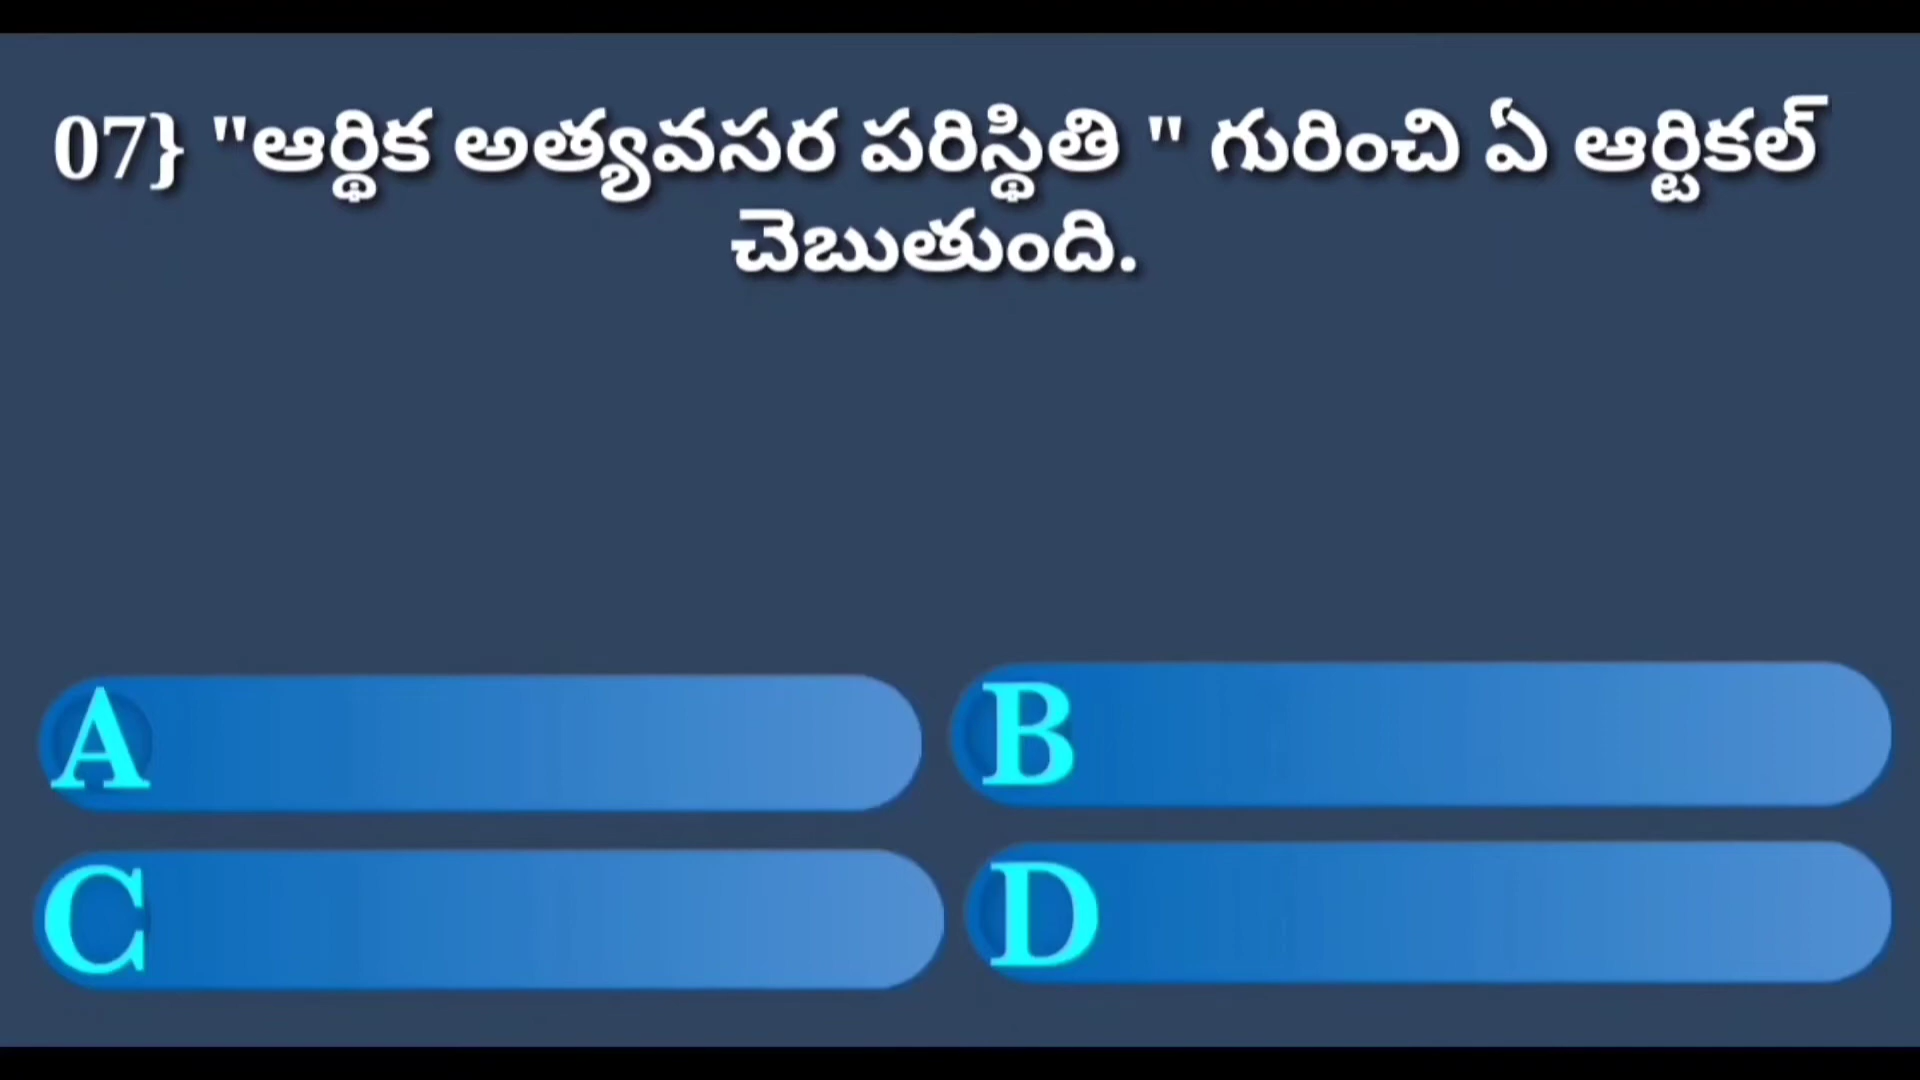 07} "ఆర్థిక అత్యవసర పరిస్థితి " గురించి ఏ ఆర్టికల్
చెబుతుంది.
A
B
C
D